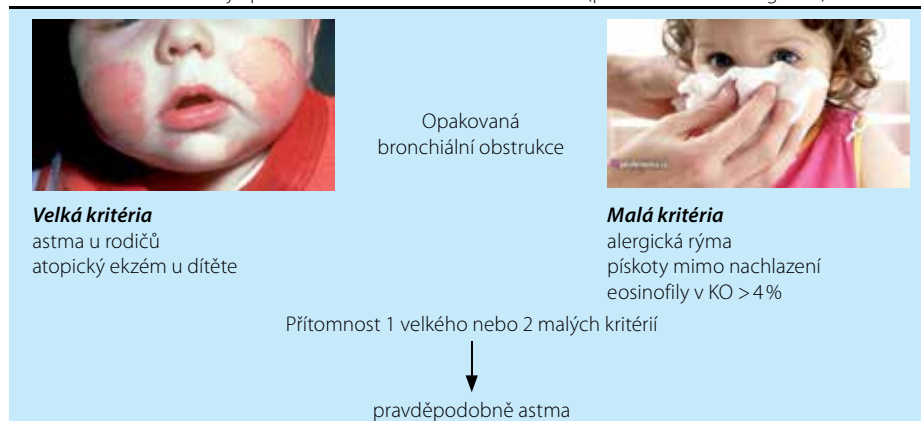 Opakovaná
bronchiální obstrukce
Velká kritéria
astma u rodičů
atopický ekzém u dítěte
Malá kritéria
alergická rýma
pískoty mimo nachlazení
eosinofily v KO > 4 %
Přítomnost 1 velkého nebo 2 malých kritérií
pravděpodobně astma